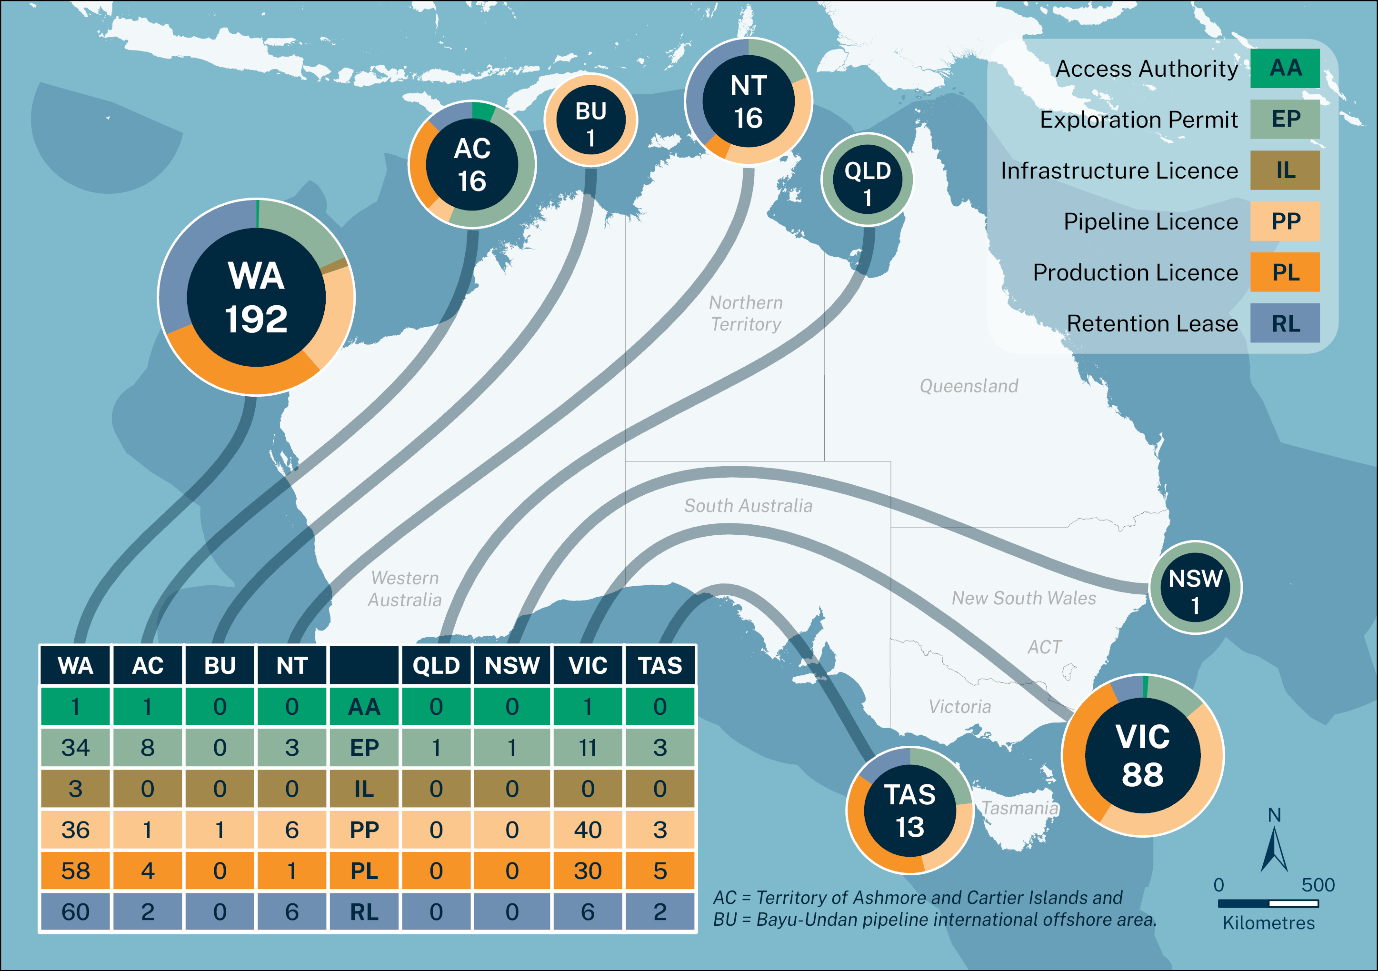 NT
16
BU
1
AC
16
QLD
1
WA
192
Access Authority AA
Exploration Permit EP
Infrastructure Licence IL
Pipeline Licence PP
Production Licence PL
Retention Lease RL
Northern
Territory
Queensland
South Australia
Western
Australia
New South Wales
ACT
Victoria
Tasmania
NSW
1
VIC
88
TAS
13
WA AC BU NT QLD NSW VIC TAS
1 1 0 0 AA 0 0 1 0
34 8 0 3 EP 1 1 11 3
3 0 0 0 IL 0 0 0 0
36 1 1 6 PP 0 0 40 3
58 4 0 1 PL 0 0 30 5
60 2 0 6 RL 0 0 6 2
AC = Territory of Ashmore and Cartier Islands and
BU = Bayu-Undan pipeline international offshore area.
N
0 500
Kilometres